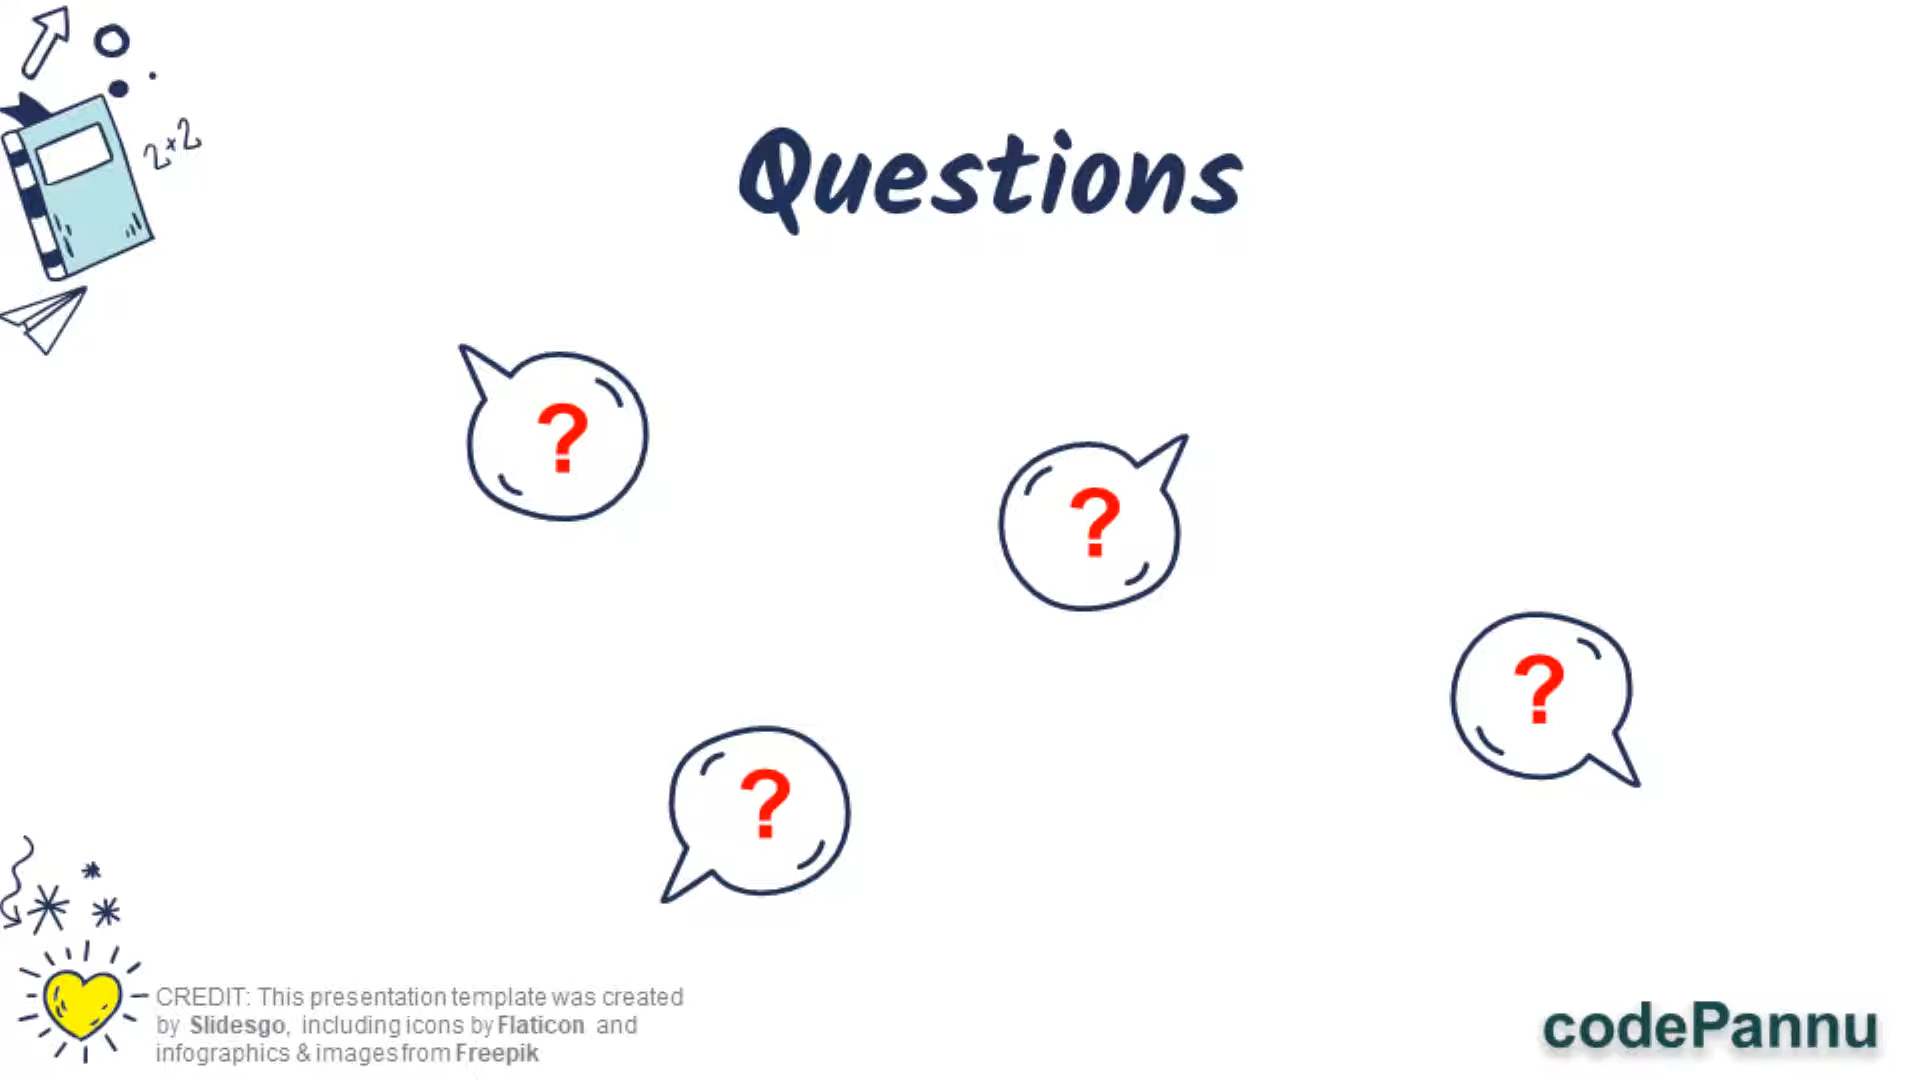 2×2
Questions
?
?
?
?
CREDIT: This presentation template was created
by Slidesgo, including icons by Flaticon and
infographics & images from Freepik
codePannu